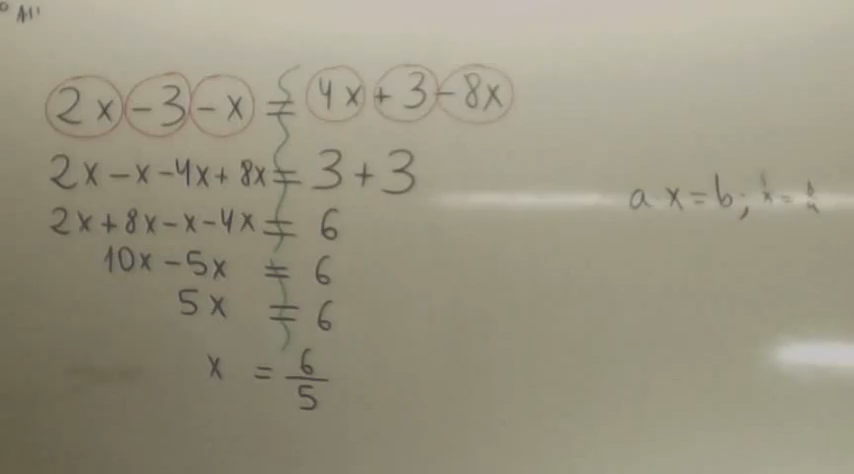 2x - 3 - x = 4x + 3 - 8x
2x - x - 4x + 8x = 3 + 3
2x + 8x - x - 4x = 6
10x - 5x = 6
5x = 6
x = 6/5
ax = b;